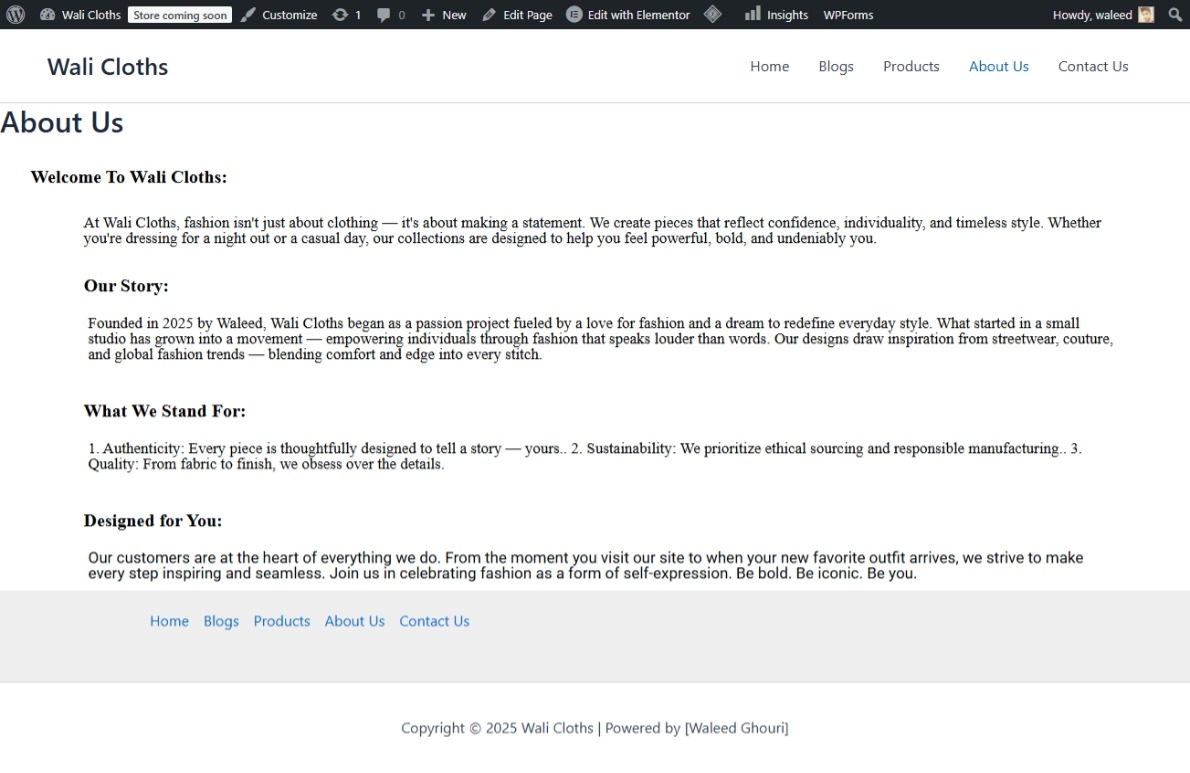 Wali Cloths Store coming soon Customize 1 0 New Edit Page Edit with Elementor Insights WPForms Howdy, waleed
Wali Cloths
Home Blogs Products About Us Contact Us
About Us
Welcome To Wali Cloths:
At Wali Cloths, fashion isn't just about clothing — it's about making a statement. We create pieces that reflect confidence, individuality, and timeless style. Whether
you're dressing for a night out or a casual day, our collections are designed to help you feel powerful, bold, and undeniably you.
Our Story:
Founded in 2025 by Waleed, Wali Cloths began as a passion project fueled by a love for fashion and a dream to redefine everyday style. What started in a small
studio has grown into a movement — empowering individuals through fashion that speaks louder than words. Our designs draw inspiration from streetwear, couture,
and global fashion trends — blending comfort and edge into every stitch.
What We Stand For:
1. Authenticity: Every piece is thoughtfully designed to tell a story — yours.. 2. Sustainability: We prioritize ethical sourcing and responsible manufacturing.. 3.
Quality: From fabric to finish, we obsess over the details.
Designed for You:
Our customers are at the heart of everything we do. From the moment you visit our site to when your new favorite outfit arrives, we strive to make
every step inspiring and seamless. Join us in celebrating fashion as a form of self-expression. Be bold. Be iconic. Be you.
Home Blogs Products About Us Contact Us
Copyright © 2025 Wali Cloths | Powered by [Waleed Ghouri]